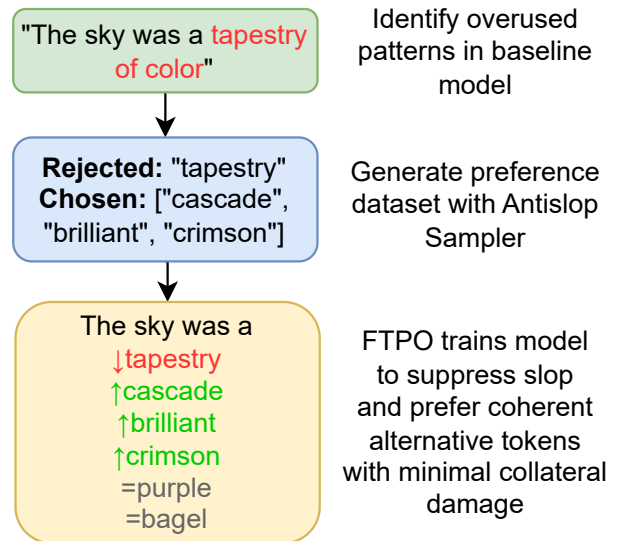 "The sky was a tapestry
of color"
Identify overused
patterns in baseline
model
Rejected: "tapestry"
Chosen: ["cascade",
"brilliant", "crimson"]
Generate preference
dataset with Antislop
Sampler
The sky was a
↓tapestry
↑cascade
↑brilliant
↑crimson
=purple
=bagel
FTPO trains model
to suppress slop
and prefer coherent
alternative tokens
with minimal collateral
damage